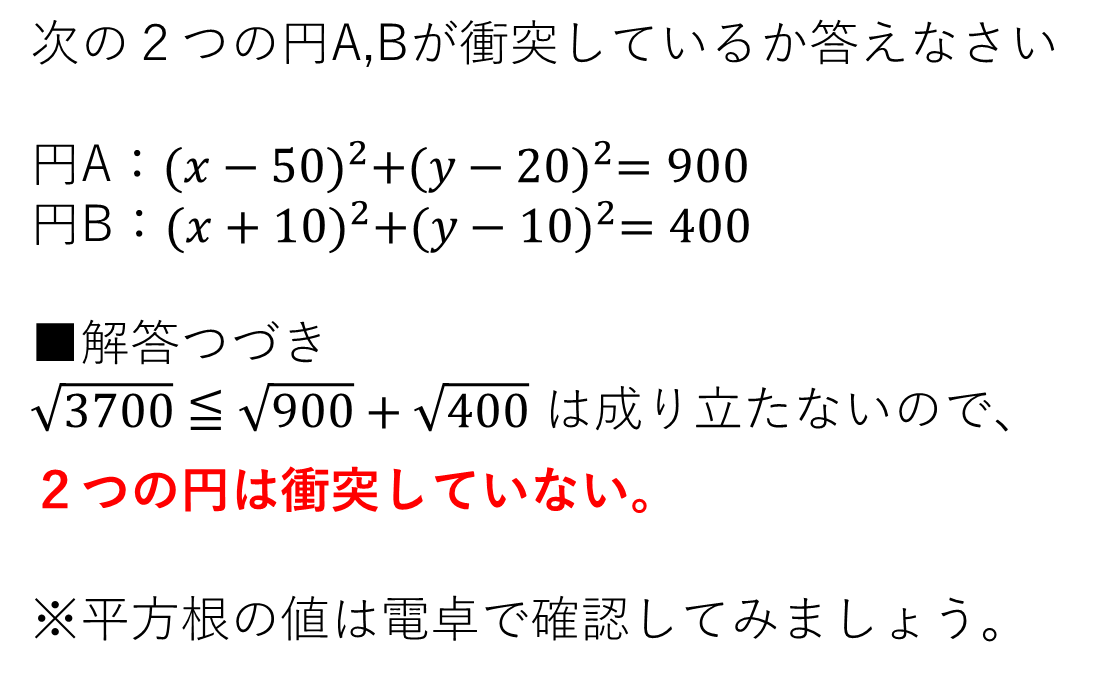 次の２つの円A,Bが衝突しているか答えなさい
円A：(x − 50)²+(y − 20)²= 900
円B：(x + 10)²+(y − 10)²= 400
■解答つづき
√3700 ≦ √900 + √400 は成り立たないので、
２つの円は衝突していない。
※平方根の値は電卓で確認してみましょう。